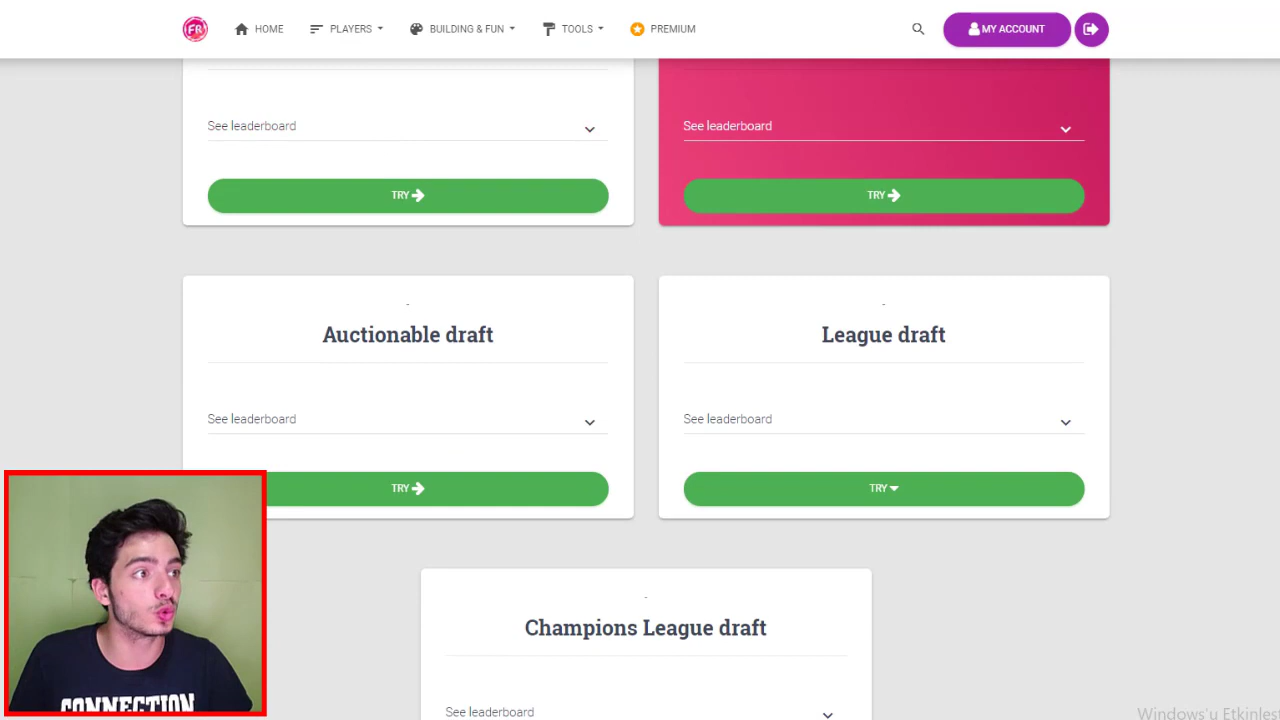 FR
HOME
PLAYERS
BUILDING & FUN
TOOLS
PREMIUM
MY ACCOUNT
See leaderboard
See leaderboard
TRY
TRY
-
Auctionable draft
See leaderboard
TRY
-
League draft
See leaderboard
TRY
-
Champions League draft
See leaderboard
CONNECTION
Windows'u Etkinleşt